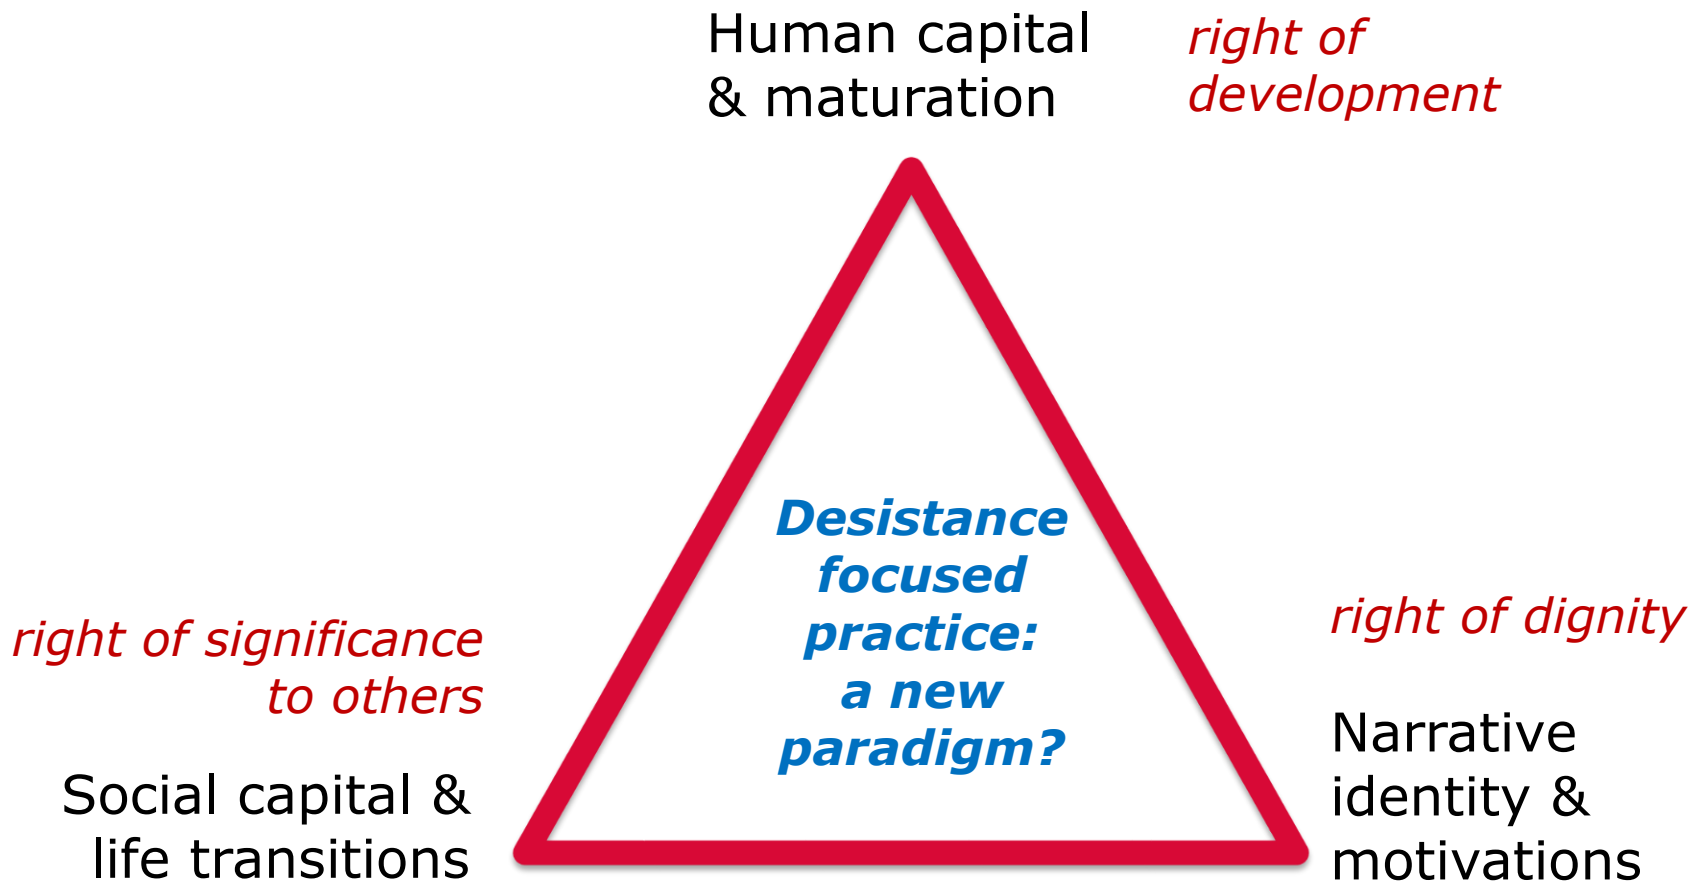 Human capital
& maturation
right of
development
Desistance
focused
practice:
a new
paradigm?
right of significance
to others
Social capital &
life transitions
right of dignity
Narrative
identity &
motivations